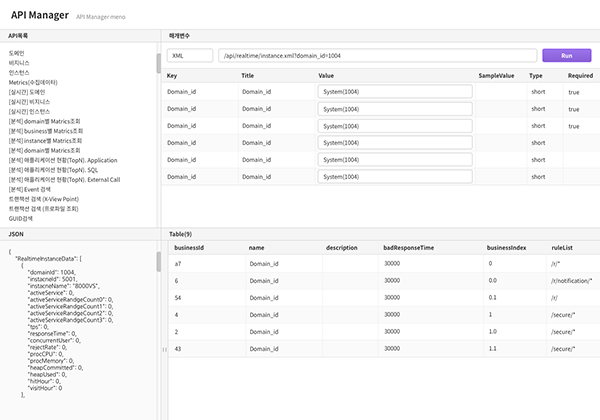 API Manager API Manager meno
API목록
도메인
비지니스
인스턴스
Metrics(수집데이타)
[실시간] 도메인
[실시간] 비지니스
[실시간] 인스턴스
[분석] domain별 Matrics조회
[분석] business별 Matrics조회
[분석] instance별 Matrics조회
[분석] domain별 Matrics조회
[분석] 애플리케이션 현황(TopN). Application
[분석] 애플리케이션 현황(TopN). SQL
[분석] 애플리케이션 현황(TopN). External Call
[분석] Event 검색
트랜잭션 검색 (X-View Point)
트랜잭션 검색 (프로파일 조회)
GUID검색
매개변수
XML /api/realtime/instance.xml?domain_id=1004 Run
Key Title Value SampleValue Type Required
Domain_id Domain_id System(1004) short true
Domain_id Domain_id System(1004) short true
Domain_id Domain_id System(1004) short true
Domain_id Domain_id System(1004) short
Domain_id Domain_id System(1004) short
Domain_id Domain_id System(1004) short
JSON
{
"RealtimeInstanceData": [
{
"domainId": 1004,
"instacneId": 5001,
"instacneName": "8000VS",
"activeService": 0,
"activeServiceRandgeCount0": 0,
"activeServiceRandgeCount1": 0,
"activeServiceRandgeCount2": 0,
"activeServiceRandgeCount3": 0,
"tps": 0,
"responseTime": 0,
"concurrentUser": 0,
"rejectRate": 0,
"procCPU": 0,
"procMemory": 0,
"heapCommitted": 0,
"heapUsed": 0,
"hitHour": 0,
"visitHour": 0
},
Table(9)
businessId name description badResponseTime businessIndex ruleList
a7 Domain_id 30000 0 /r/*
6 Domain_id 30000 0.0 /r/notification/*
54 Domain_id 30000 0.1 /r/
4 Domain_id 30000 1 /secure/*
2 Domain_id 30000 1.0 /secure/*
43 Domain_id 30000 1.1 /secure/*